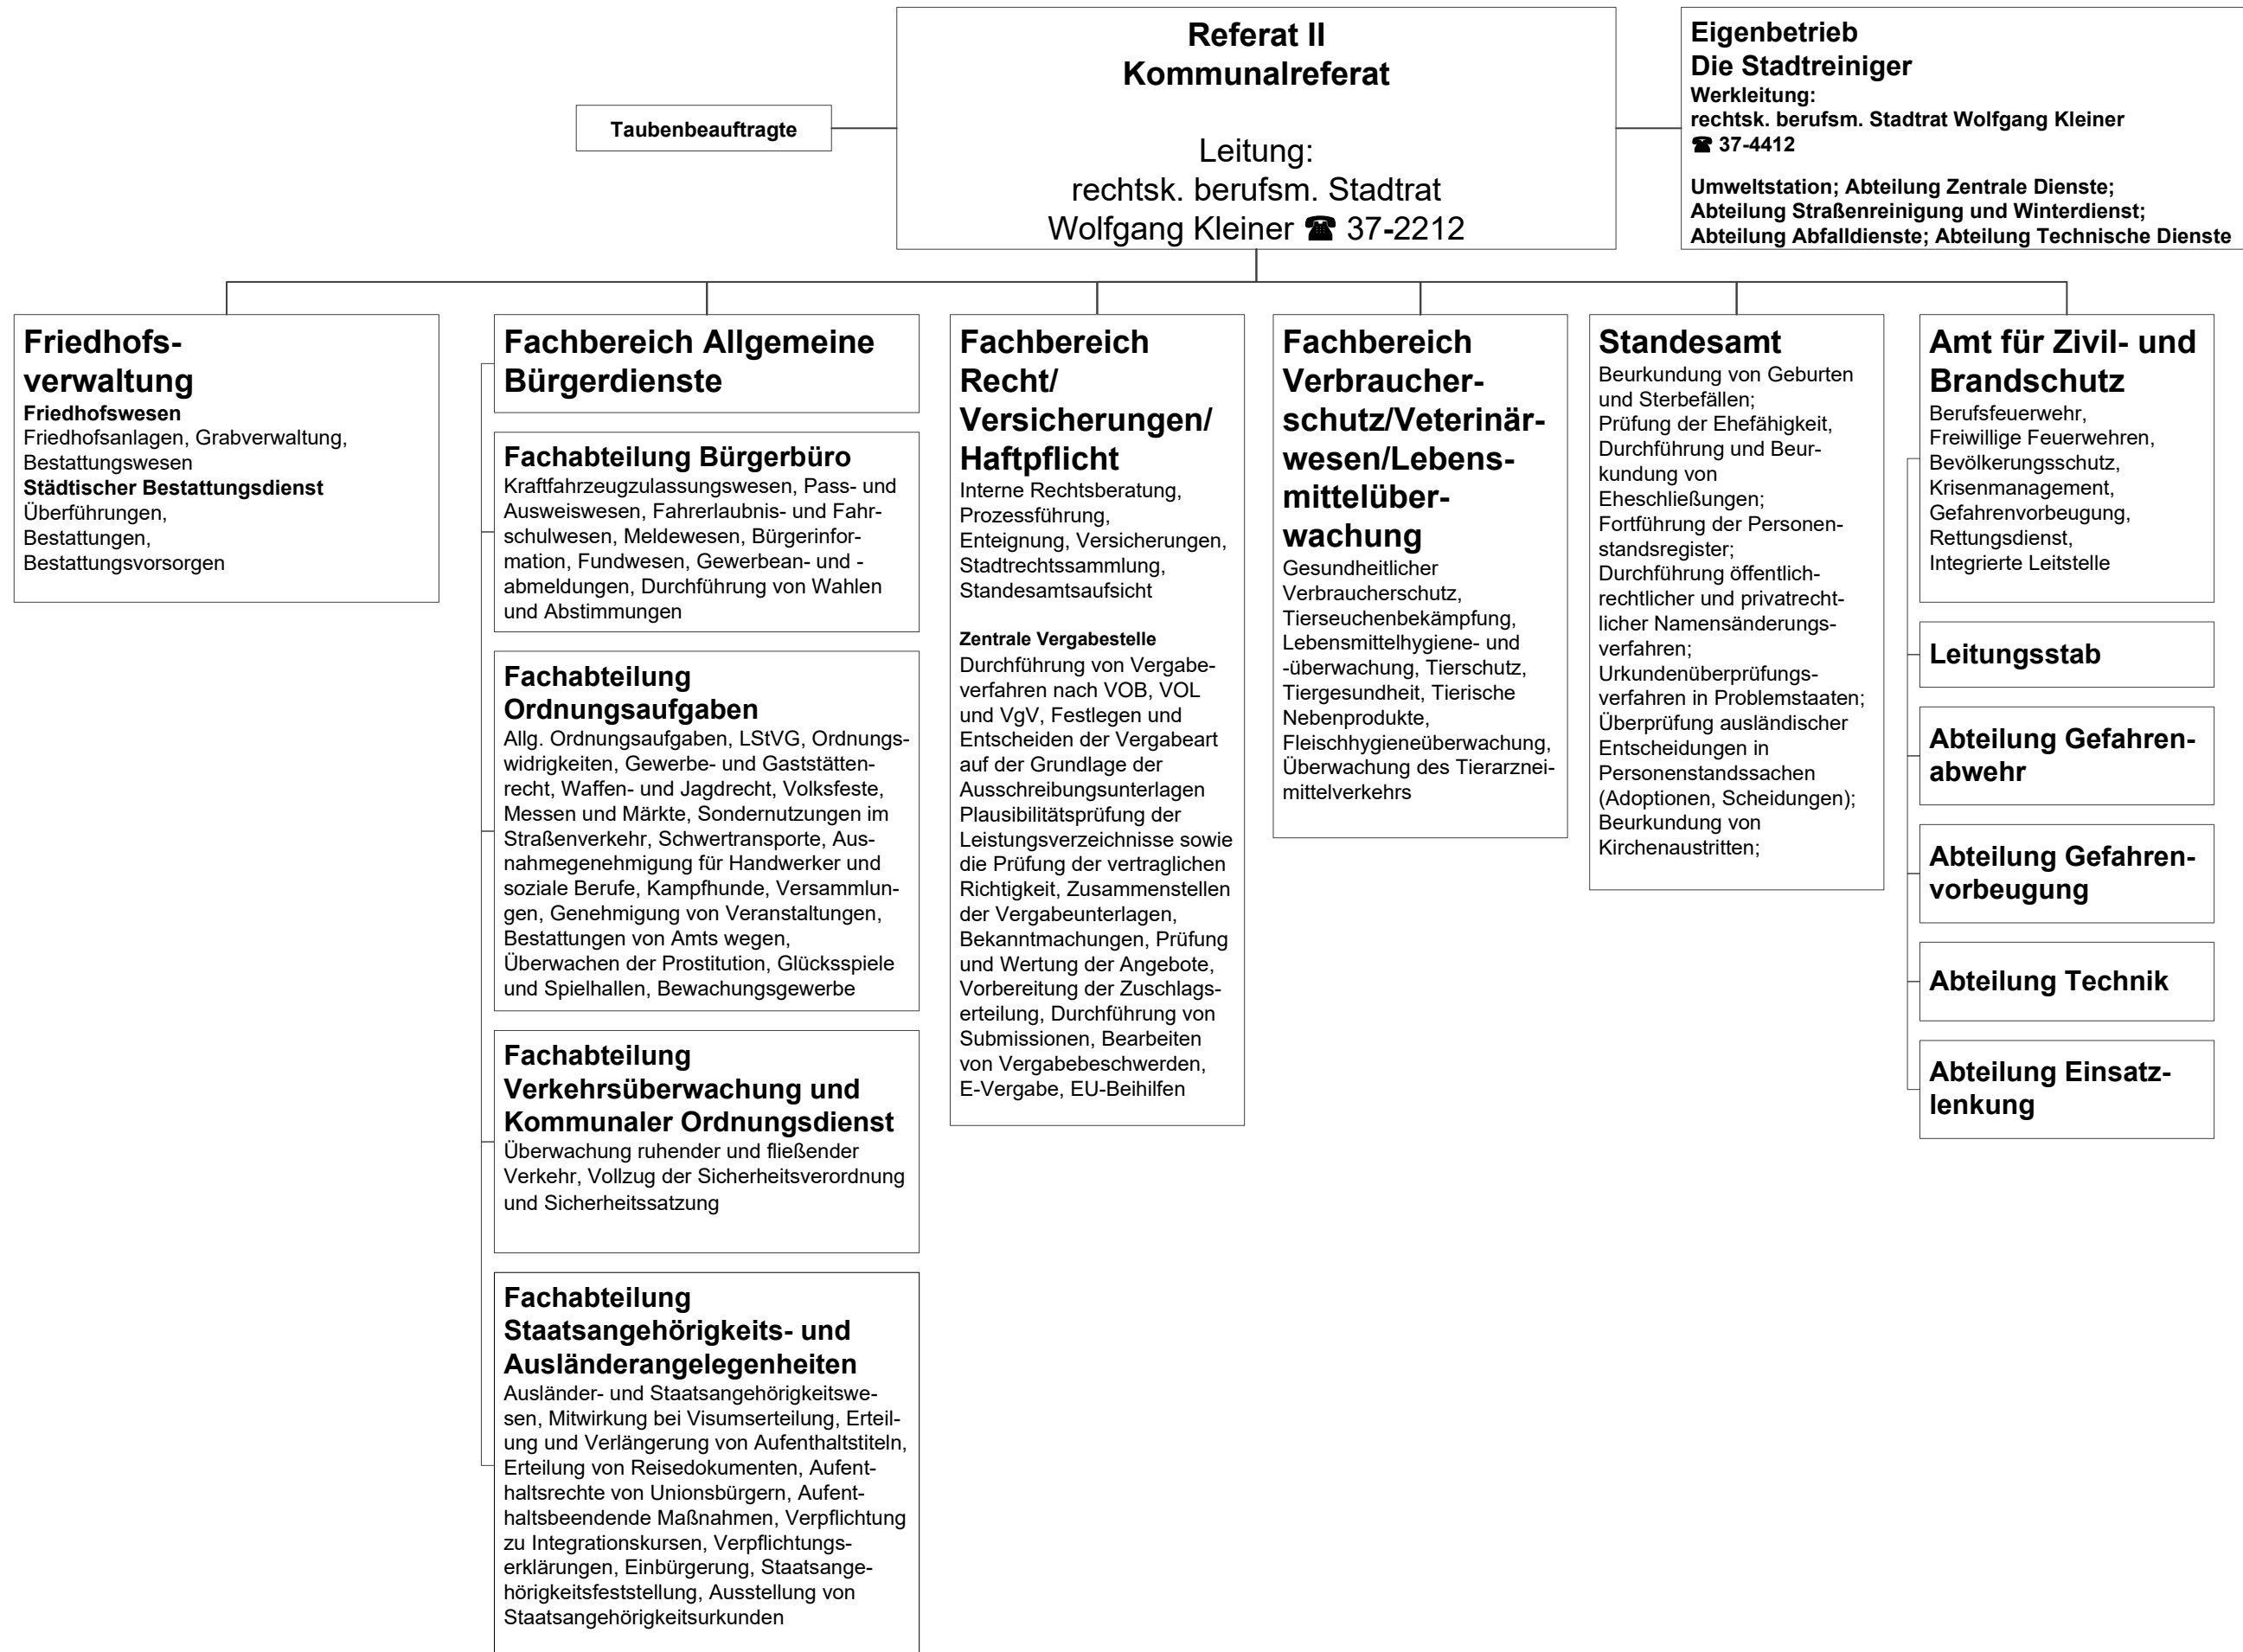 Referat II
Kommunalreferat
Leitung:
rechtsk. berufsm. Stadtrat
Wolfgang Kleiner ☎ 37-2212
Taubenbeauftragte
Eigenbetrieb
Die Stadtreiniger
Werkleitung:
rechtsk. berufsm. Stadtrat Wolfgang Kleiner
☎ 37-4412
Umweltstation; Abteilung Zentrale Dienste;
Abteilung Straßenreinigung und Winterdienst;
Abteilung Abfalldienste; Abteilung Technische Dienste
Friedhofs-
verwaltung
Friedhofswesen
Friedhofsanlagen, Grabverwaltung,
Bestattungswesen
Städtischer Bestattungsdienst
Überführungen,
Bestattungen,
Bestattungsvorsorgen
Fachbereich Allgemeine
Bürgerdienste
Fachabteilung Bürgerbüro
Kraftfahrzeugzulassungswesen, Pass- und
Ausweiswesen, Fahrerlaubnis- und Fahr-
schulwesen, Meldewesen, Bürgerinfor-
mation, Fundwesen, Gewerbean- und -
abmeldungen, Durchführung von Wahlen
und Abstimmungen
Fachabteilung
Ordnungsaufgaben
Allg. Ordnungsaufgaben, LStVG, Ordnungs-
widrigkeiten, Gewerbe- und Gaststätten-
recht, Waffen- und Jagdrecht, Volksfeste,
Messen und Märkte, Sondernutzungen im
Straßenverkehr, Schwertransporte, Aus-
nahmegenehmigung für Handwerker und
soziale Berufe, Kampfhunde, Versammlun-
gen, Genehmigung von Veranstaltungen,
Bestattungen von Amts wegen,
Überwachen der Prostitution, Glücksspiele
und Spielhallen, Bewachungsgewerbe
Fachabteilung
Verkehrsüberwachung und
Kommunaler Ordnungsdienst
Überwachung ruhender und fließender
Verkehr, Vollzug der Sicherheitsverordnung
und Sicherheitssatzung
Fachabteilung
Staatsangehörigkeits- und
Ausländerangelegenheiten
Ausländer- und Staatsangehörigkeitswe-
sen, Mitwirkung bei Visumserteilung, Erteil-
ung und Verlängerung von Aufenthaltstiteln,
Erteilung von Reisedokumenten, Aufent-
haltsrechte von Unionsbürgern, Aufent-
haltsbeendende Maßnahmen, Verpflichtung
zu Integrationskursen, Verpflichtungs-
erklärungen, Einbürgerung, Staatsange-
hörigkeitsfeststellung, Ausstellung von
Staatsangehörigkeitsurkunden
Fachbereich
Recht/
Versicherungen/
Haftpflicht
Interne Rechtsberatung,
Prozessführung,
Enteignung, Versicherungen,
Stadtrechtssammlung,
Standesamtsaufsicht
Zentrale Vergabestelle
Durchführung von Vergabe-
verfahren nach VOB, VOL
und VgV, Festlegen und
Entscheiden der Vergabeart
auf der Grundlage der
Ausschreibungsunterlagen
Plausibilitätsprüfung der
Leistungsverzeichnisse sowie
die Prüfung der vertraglichen
Richtigkeit, Zusammenstellen
der Vergabeunterlagen,
Bekanntmachungen, Prüfung
und Wertung der Angebote,
Vorbereitung der Zuschlags-
erteilung, Durchführung von
Submissionen, Bearbeiten
von Vergabebeschwerden,
E-Vergabe, EU-Beihilfen
Fachbereich
Verbraucher-
schutz/Veterinär-
wesen/Lebens-
mittelüber-
wachung
Gesundheitlicher
Verbraucherschutz,
Tierseuchenbekämpfung,
Lebensmittelhygiene- und
-überwachung, Tierschutz,
Tiergesundheit, Tierische
Nebenprodukte,
Fleischhygieneüberwachung,
Überwachung des Tierarznei-
mittelverkehrs
Standesamt
Beurkundung von Geburten
und Sterbefällen;
Prüfung der Ehefähigkeit,
Durchführung und Beur-
kundung von
Eheschließungen;
Fortführung der Personen-
standsregister;
Durchführung öffentlich-
rechtlicher und privatrecht-
licher Namensänderungs-
verfahren;
Urkundenüberprüfungs-
verfahren in Problemstaaten;
Überprüfung ausländischer
Entscheidungen in
Personenstandssachen
(Adoptionen, Scheidungen);
Beurkundung von
Kirchenaustritten;
Amt für Zivil- und
Brandschutz
Berufsfeuerwehr,
Freiwillige Feuerwehren,
Bevölkerungsschutz,
Krisenmanagement,
Gefahrenvorbeugung,
Rettungsdienst,
Integrierte Leitstelle
Leitungsstab
Abteilung Gefahren-
abwehr
Abteilung Gefahren-
vorbeugung
Abteilung Technik
Abteilung Einsatz-
lenkung